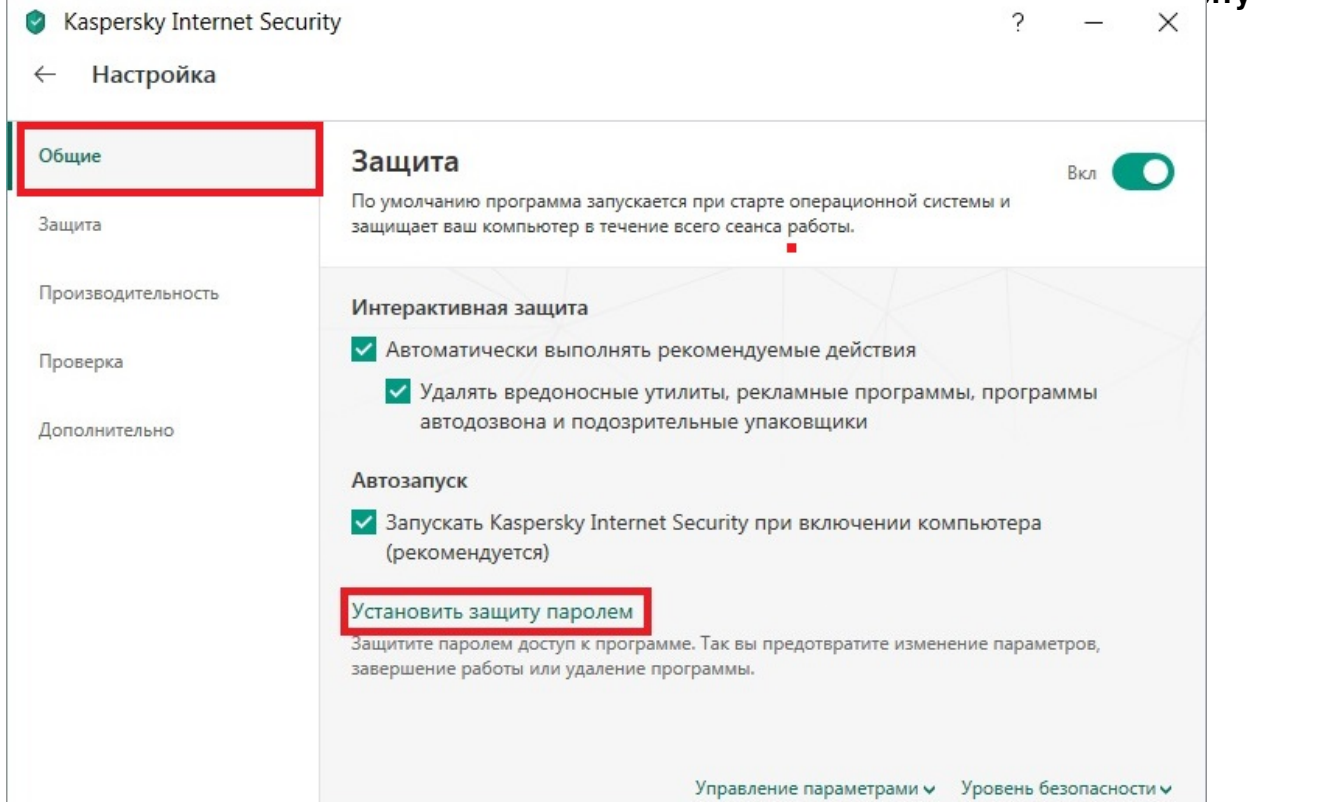 Kaspersky Internet Security
?
Настройка
Общие
Защита
Производительность
Проверка
Дополнительно
Защита
Вкл
По умолчанию программа запускается при старте операционной системы и
защищает ваш компьютер в течение всего сеанса работы.
Интерактивная защита
Автоматически выполнять рекомендуемые действия
Удалять вредоносные утилиты, рекламные программы, программы
автодозвона и подозрительные упаковщики
Автозапуск
Запускать Kaspersky Internet Security при включении компьютера
(рекомендуется)
Установить защиту паролем
Защитите паролем доступ к программе. Так вы предотвратите изменение параметров,
завершение работы или удаление программы.
Управление параметрами
Уровень безопасности